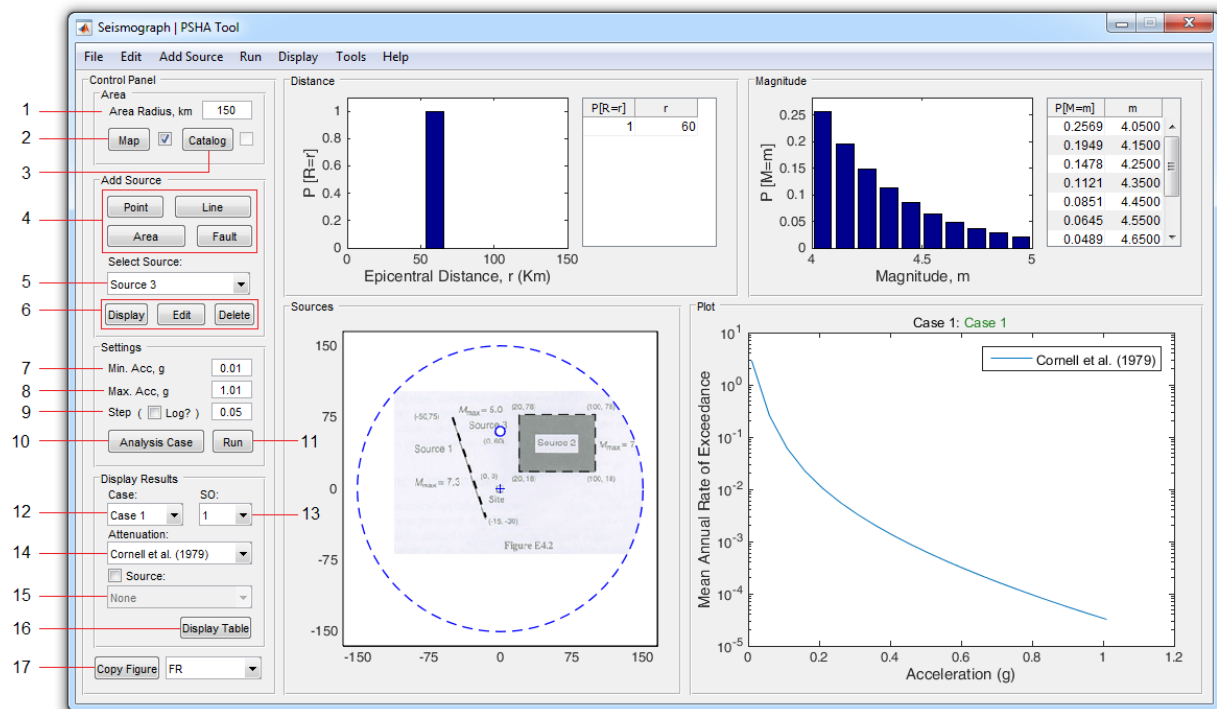 Seismograph | PSHA Tool
File Edit Add Source Run Display Tools Help
Control Panel
Area
1 Area Radius, km 150
2 Map Catalog
3
Add Source
4 Point Line
Area Fault
Select Source:
5 Source 3
6 Display Edit Delete
Settings
7 Min. Acc, g 0.01
8 Max. Acc, g 1.01
9 Step ( Log? ) 0.05
10 Analysis Case Run 11
Display Results
Case: SO:
12 Case 1 1 13
Attenuation:
14 Cornell et al. (1979)
Source:
15 None
16 Display Table
17 Copy Figure FR
Distance
P [R=r]
1
0.8
0.6
0.4
0.2
0
0 50 100 150
Epicentral Distance, r (Km)
P[R=r] r
1 60
Magnitude
P [M=m]
0.25
0.2
0.15
0.1
0.05
0
4 4.5 5
Magnitude, m
P[M=m] m
0.2569 4.0500
0.1949 4.1500
0.1478 4.2500
0.1121 4.3500
0.0851 4.4500
0.0645 4.5500
0.0489 4.6500
Sources
150
75
0
-75
-150
-150 -75 0 75 150
(-50,75)
Mmax = 5.0
Source 3
(0, 60)
(20, 78) (100, 78)
Source 1
Source 2
Mmax = 7
Mmax = 7.3
(0, 0)
(20, 18) (100, 18)
Site
(-15, -30)
Figure E4.2
Plot
Case 1: Case 1
Cornell et al. (1979)
Mean Annual Rate of Exceedance
10^1
10^0
10^-1
10^-2
10^-3
10^-4
10^-5
0 0.2 0.4 0.6 0.8 1 1.2
Acceleration (g)